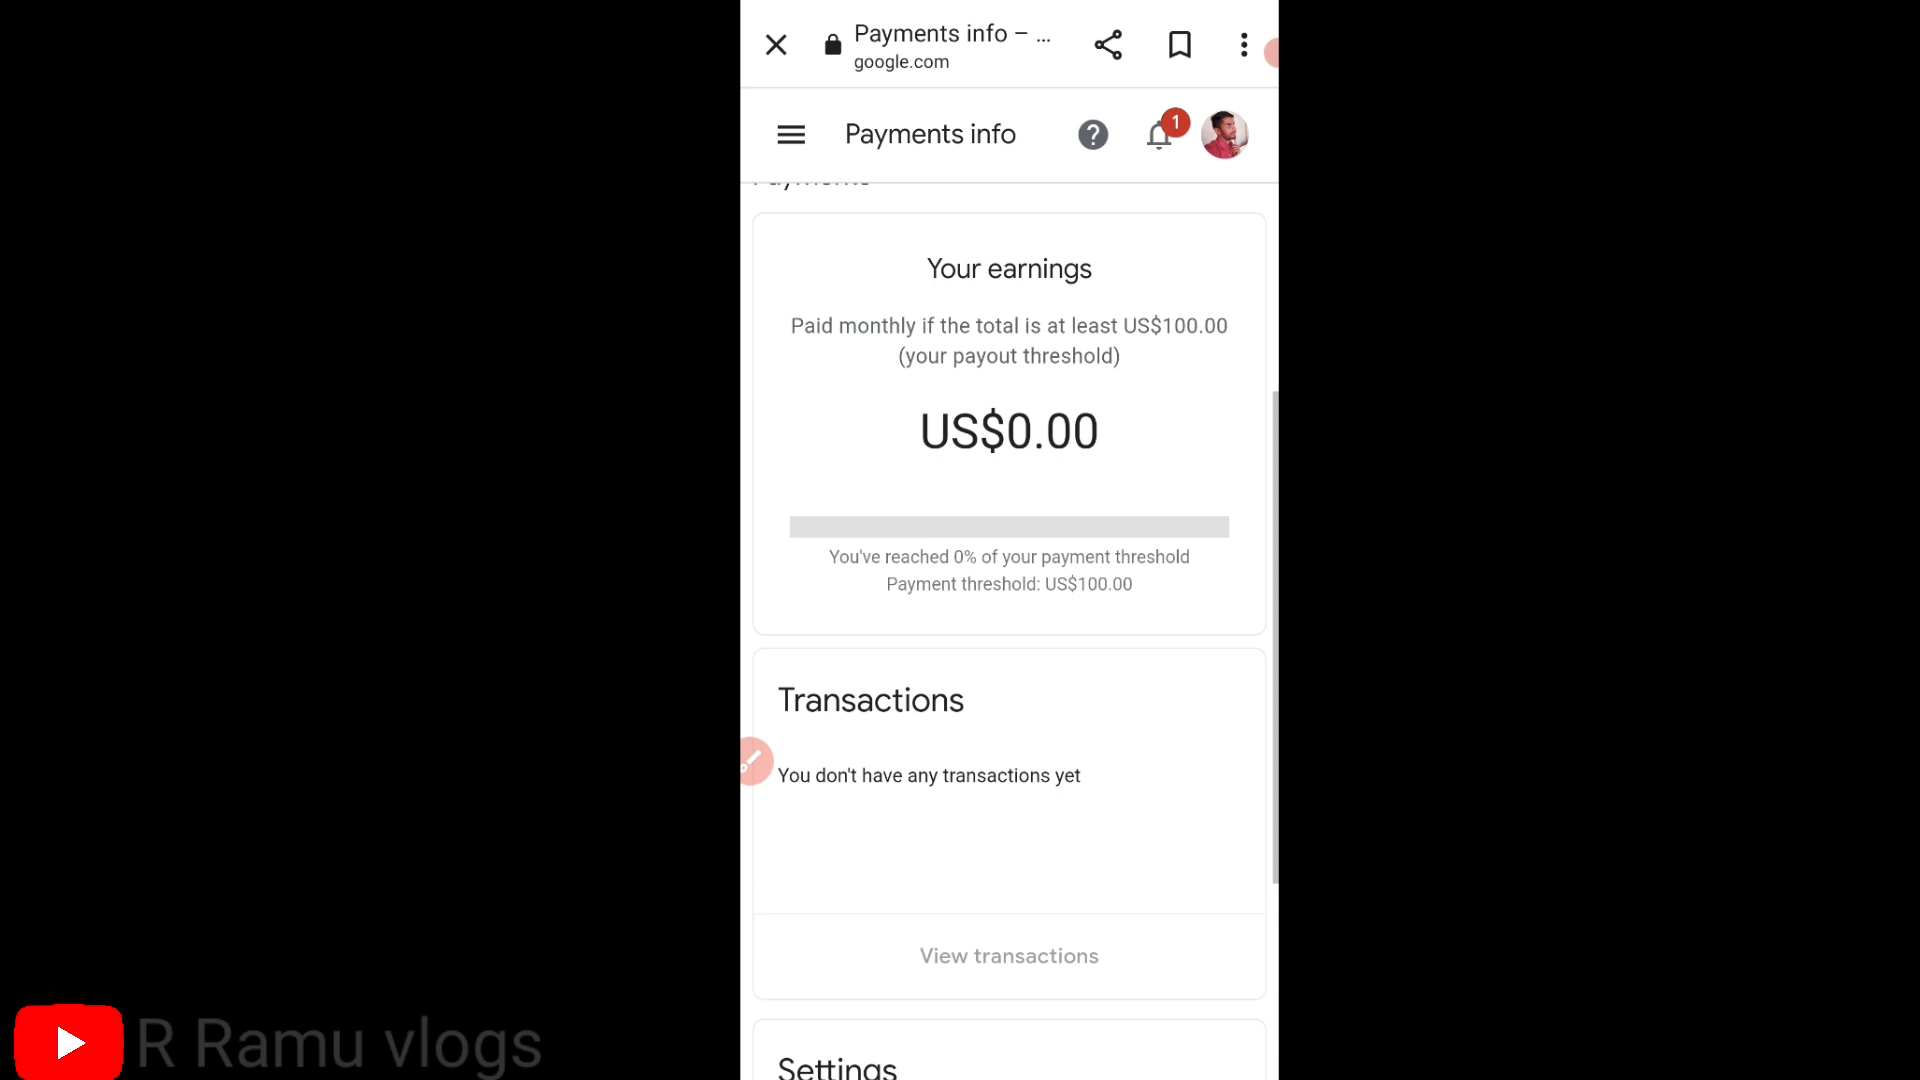 Payments info – ...
google.com
Payments info
1
Your earnings
Paid monthly if the total is at least US$100.00
(your payout threshold)
US$0.00
You've reached 0% of your payment threshold
Payment threshold: US$100.00
Transactions
You don't have any transactions yet
View transactions
Settings
R Ramu vlogs